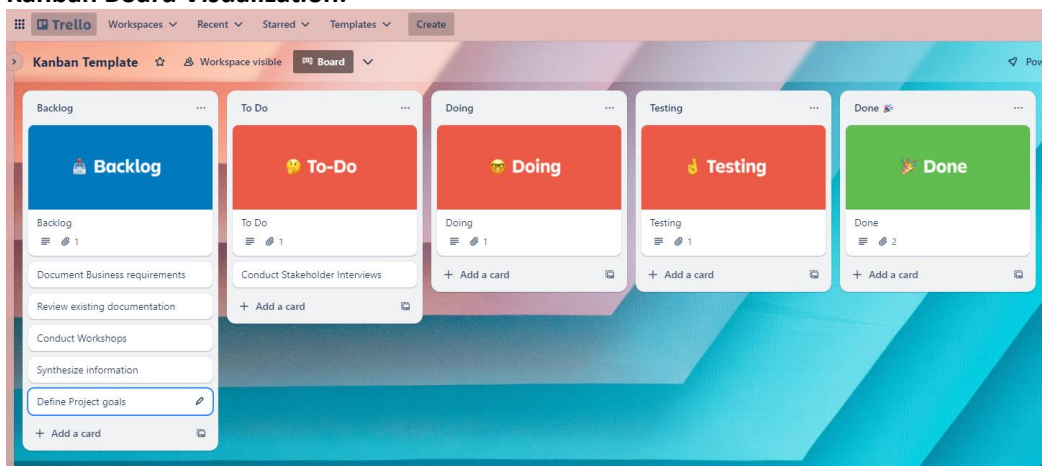 Kanban Board Visualization:
Trello Workspaces Recent Starred Templates Create
Kanban Template Workspace visible Board
Backlog
Backlog
Backlog
1
Document Business requirements
Review existing documentation
Conduct Workshops
Synthesize information
Define Project goals
+ Add a card
To Do
To-Do
To Do
1
Conduct Stakeholder Interviews
+ Add a card
Doing
Doing
Doing
1
+ Add a card
Testing
Testing
Testing
1
+ Add a card
Done 🎉
Done
Done
2
+ Add a card